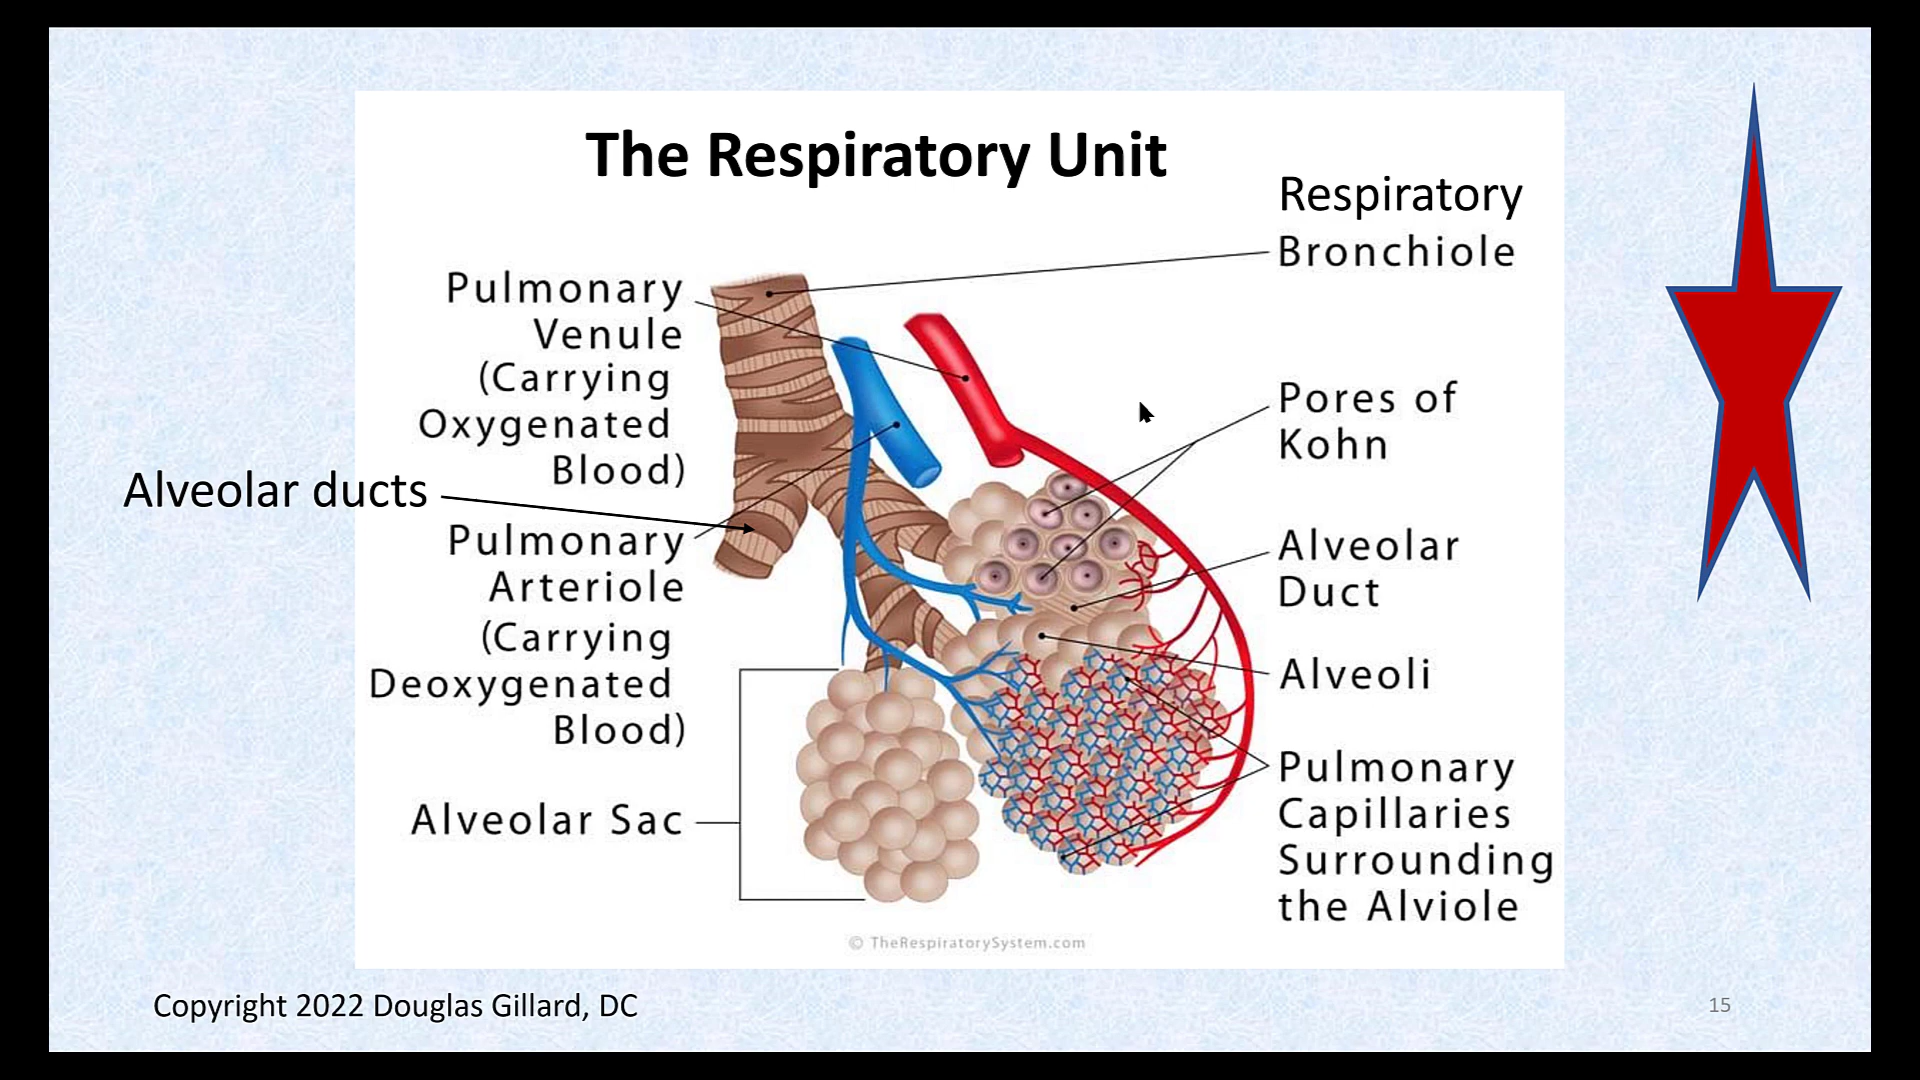 The Respiratory Unit
Respiratory
Bronchiole
Pulmonary
Venule
(Carrying
Oxygenated
Blood)
Pores of
Kohn
Alveolar ducts
Pulmonary
Arteriole
(Carrying
Deoxygenated
Blood)
Alveolar
Duct
Alveoli
Alveolar Sac
Pulmonary
Capillaries
Surrounding
the Alviole
© TheRespiratorySystem.com
Copyright 2022 Douglas Gillard, DC
15